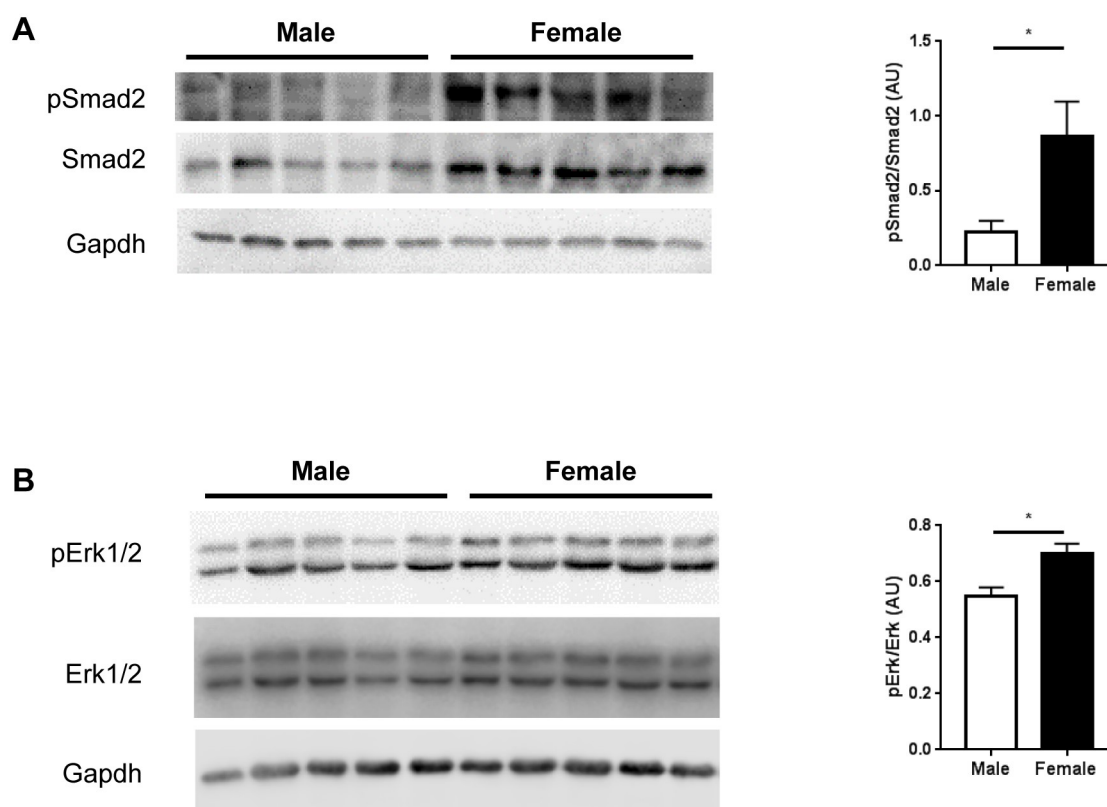 A
Male Female
pSmad2
Smad2
Gapdh
*
pSmad2/Smad2 (AU)
1.5
1.0
0.5
0.0
Male Female
B
Male Female
pErk1/2
Erk1/2
Gapdh
*
pErk/Erk (AU)
0.8
0.6
0.4
0.2
0.0
Male Female